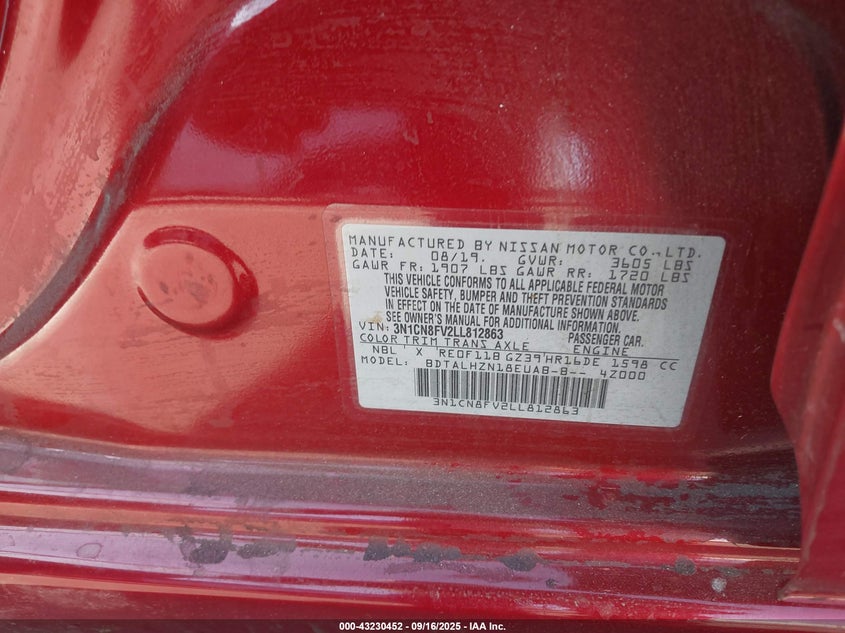 MANUFACTURED BY NISSAN MOTOR CO., LTD.
DATE: 08/19. GVWR: 3605 LBS
GAWR FR: 1907 LBS GAWR RR: 1720 LBS
THIS VEHICLE CONFORMS TO ALL APPLICABLE FEDERAL MOTOR
VEHICLE SAFETY, BUMPER AND THEFT PREVENTION STANDARDS
IN EFFECT ON THE DATE OF MANUFACTURE SHOWN ABOVE.
SEE OWNER'S MANUAL FOR ADDITIONAL INFORMATION.
VIN: 3N1CN8FV2LL812863 PASSENGER CAR.
COLOR TRIM TRANS AXLE ENGINE
NBL X RE0F11B GZ39 HR16DE 1598 CC
MODEL: BDTALHZN18EUAB-B-- 4Z000
3N1CN8FV2LL812863
000-43230452 - 09/16/2025 - IAA Inc.